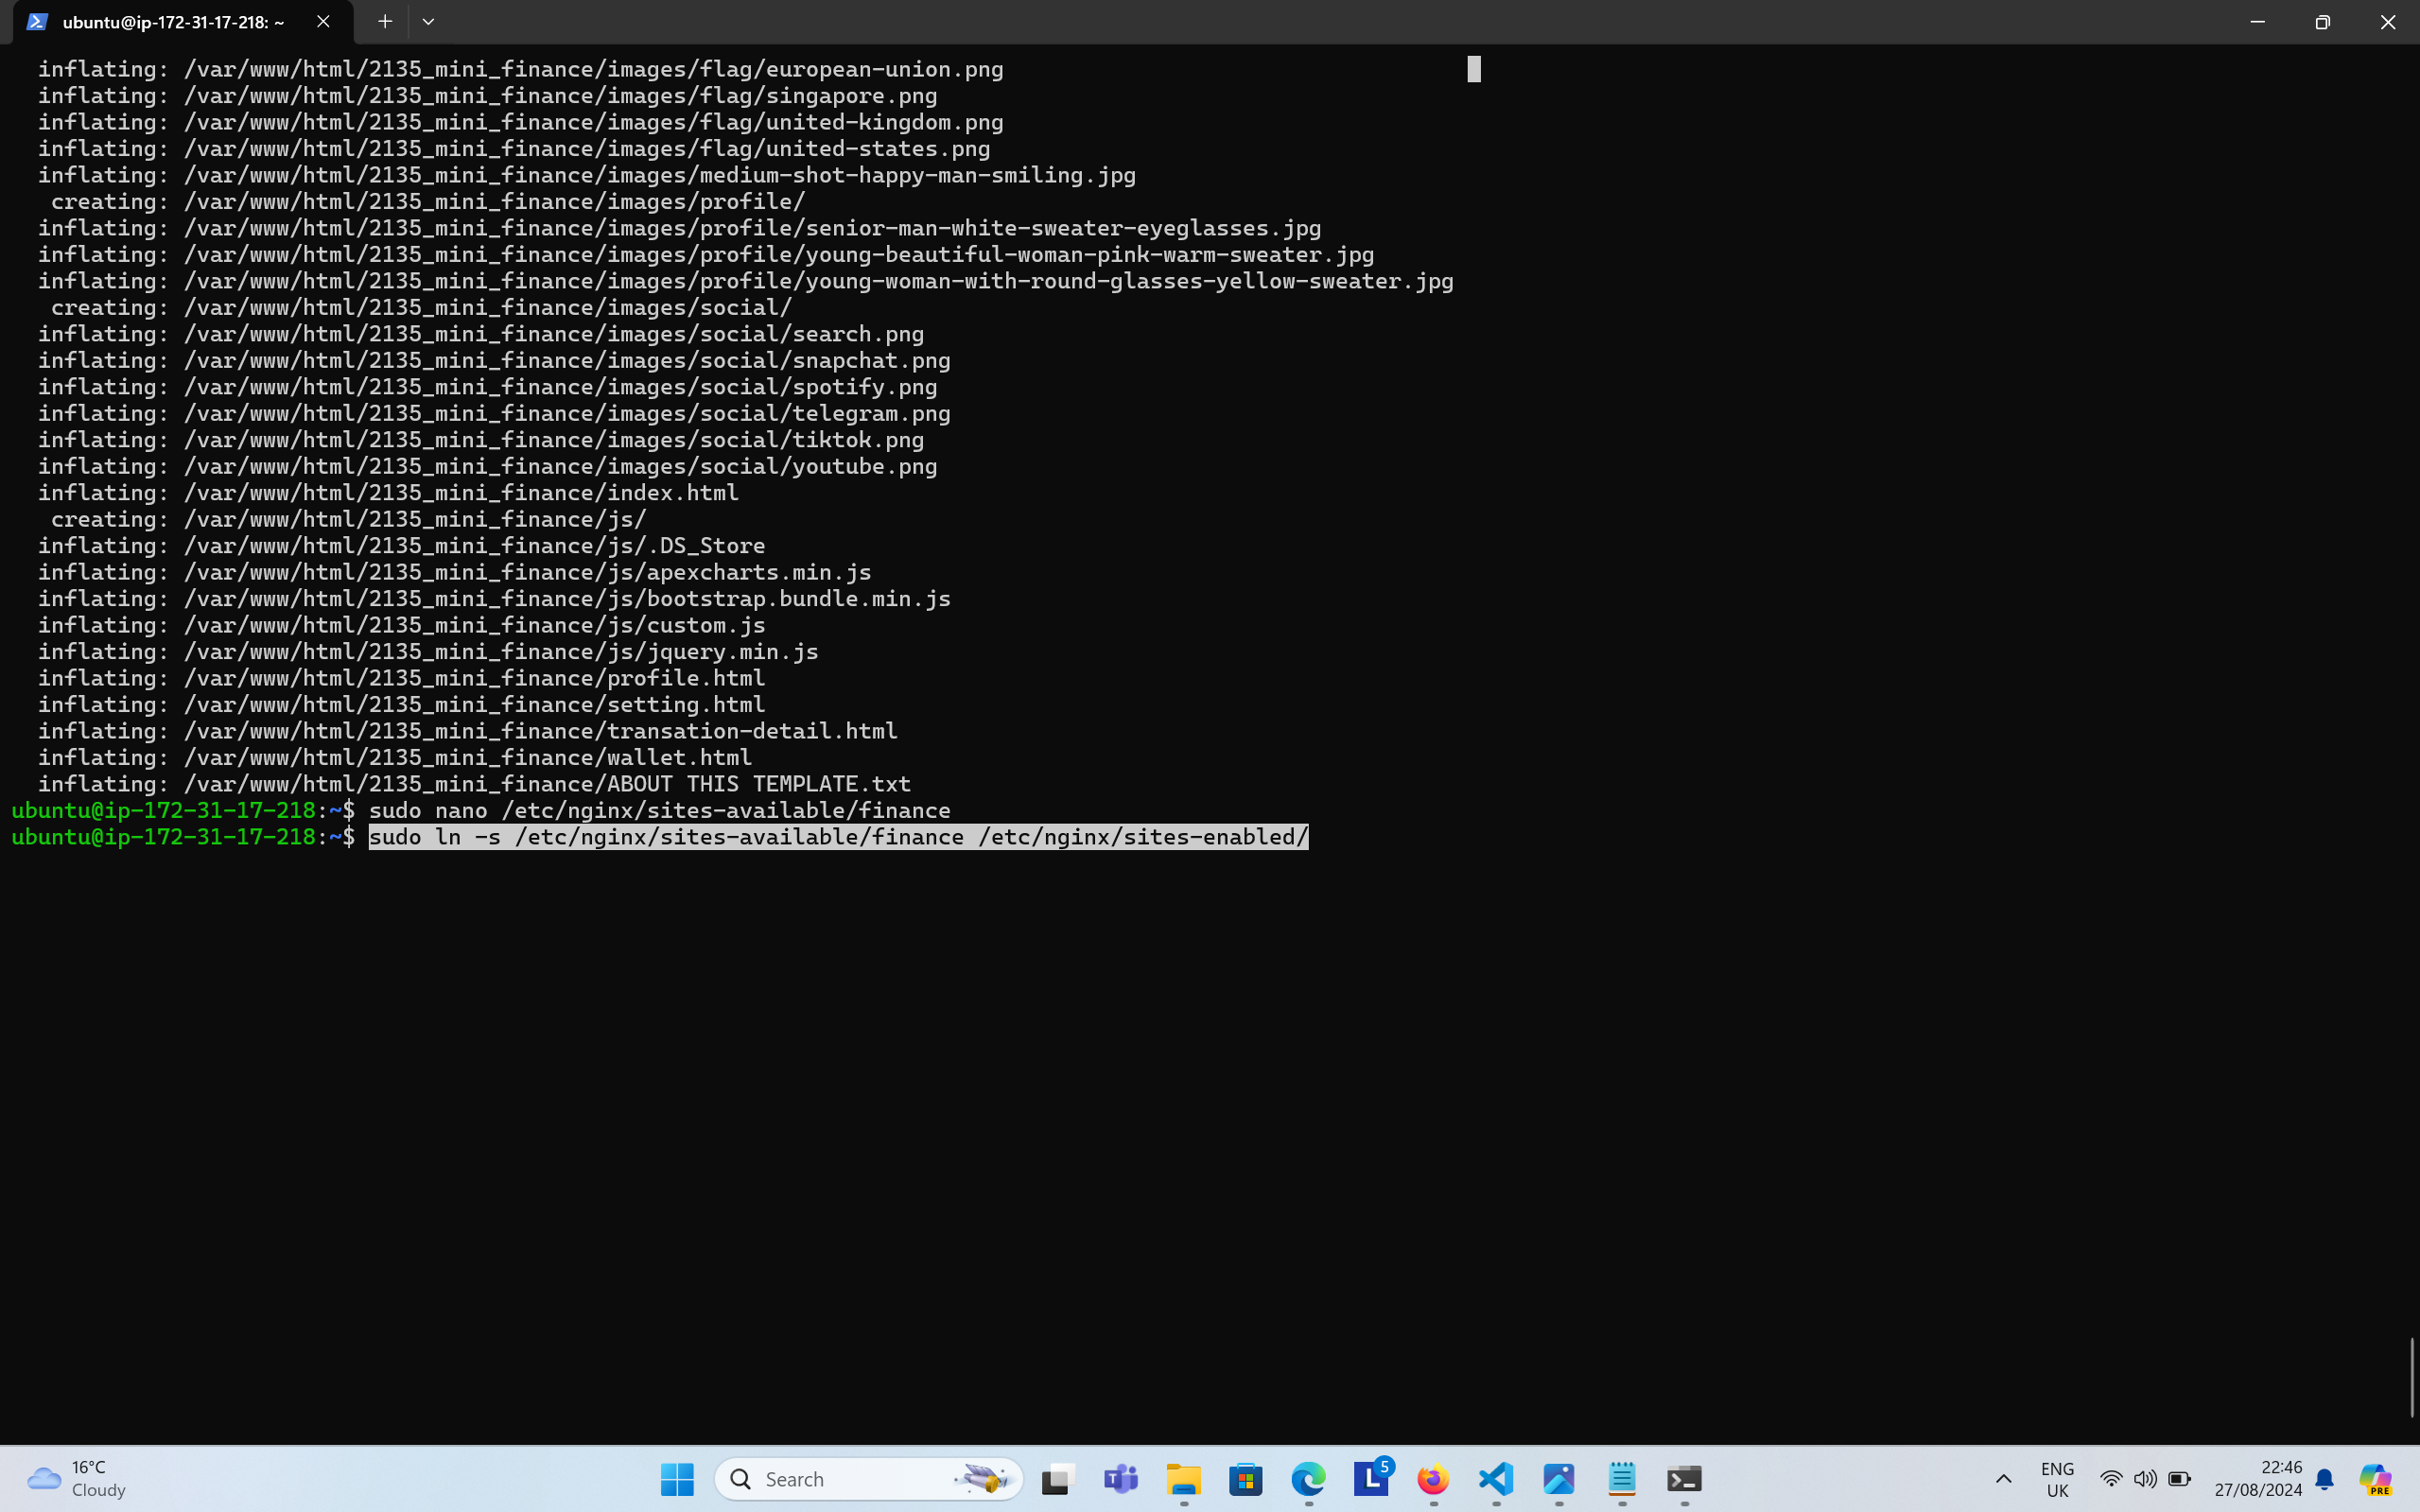 ubuntu@ip-172-31-17-218: ~
inflating: /var/www/html/2135_mini_finance/images/flag/european-union.png
inflating: /var/www/html/2135_mini_finance/images/flag/singapore.png
inflating: /var/www/html/2135_mini_finance/images/flag/united-kingdom.png
inflating: /var/www/html/2135_mini_finance/images/flag/united-states.png
inflating: /var/www/html/2135_mini_finance/images/medium-shot-happy-man-smiling.jpg
creating: /var/www/html/2135_mini_finance/images/profile/
inflating: /var/www/html/2135_mini_finance/images/profile/senior-man-white-sweater-eyeglasses.jpg
inflating: /var/www/html/2135_mini_finance/images/profile/young-beautiful-woman-pink-warm-sweater.jpg
inflating: /var/www/html/2135_mini_finance/images/profile/young-woman-with-round-glasses-yellow-sweater.jpg
creating: /var/www/html/2135_mini_finance/images/social/
inflating: /var/www/html/2135_mini_finance/images/social/search.png
inflating: /var/www/html/2135_mini_finance/images/social/snapchat.png
inflating: /var/www/html/2135_mini_finance/images/social/spotify.png
inflating: /var/www/html/2135_mini_finance/images/social/telegram.png
inflating: /var/www/html/2135_mini_finance/images/social/tiktok.png
inflating: /var/www/html/2135_mini_finance/images/social/youtube.png
inflating: /var/www/html/2135_mini_finance/index.html
creating: /var/www/html/2135_mini_finance/js/
inflating: /var/www/html/2135_mini_finance/js/.DS_Store
inflating: /var/www/html/2135_mini_finance/js/apexcharts.min.js
inflating: /var/www/html/2135_mini_finance/js/bootstrap.bundle.min.js
inflating: /var/www/html/2135_mini_finance/js/custom.js
inflating: /var/www/html/2135_mini_finance/js/jquery.min.js
inflating: /var/www/html/2135_mini_finance/profile.html
inflating: /var/www/html/2135_mini_finance/setting.html
inflating: /var/www/html/2135_mini_finance/transation-detail.html
inflating: /var/www/html/2135_mini_finance/wallet.html
inflating: /var/www/html/2135_mini_finance/ABOUT THIS TEMPLATE.txt
ubuntu@ip-172-31-17-218:~$ sudo nano /etc/nginx/sites-available/finance
ubuntu@ip-172-31-17-218:~$ sudo ln -s /etc/nginx/sites-available/finance /etc/nginx/sites-enabled/
16°C
Cloudy
Search
T
L
5
ENG
UK
22:46
27/08/2024
PRE